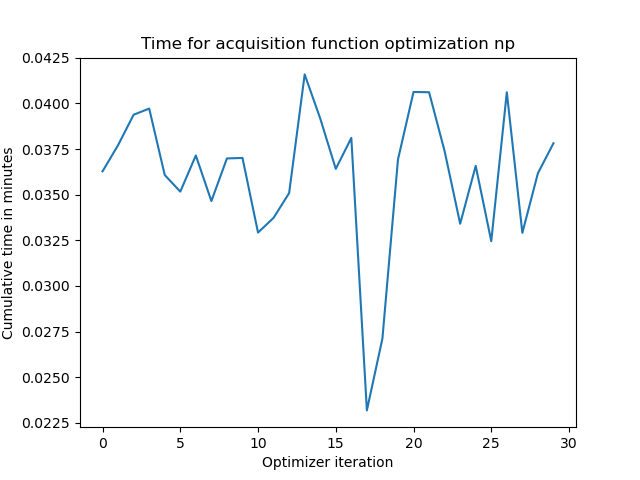 Time for acquisition function optimization np
0.0425
0.0400
0.0375
0.0350
0.0325
0.0300
0.0275
0.0250
0.0225
Cumulative time in minutes
0 5 10 15 20 25 30
Optimizer iteration